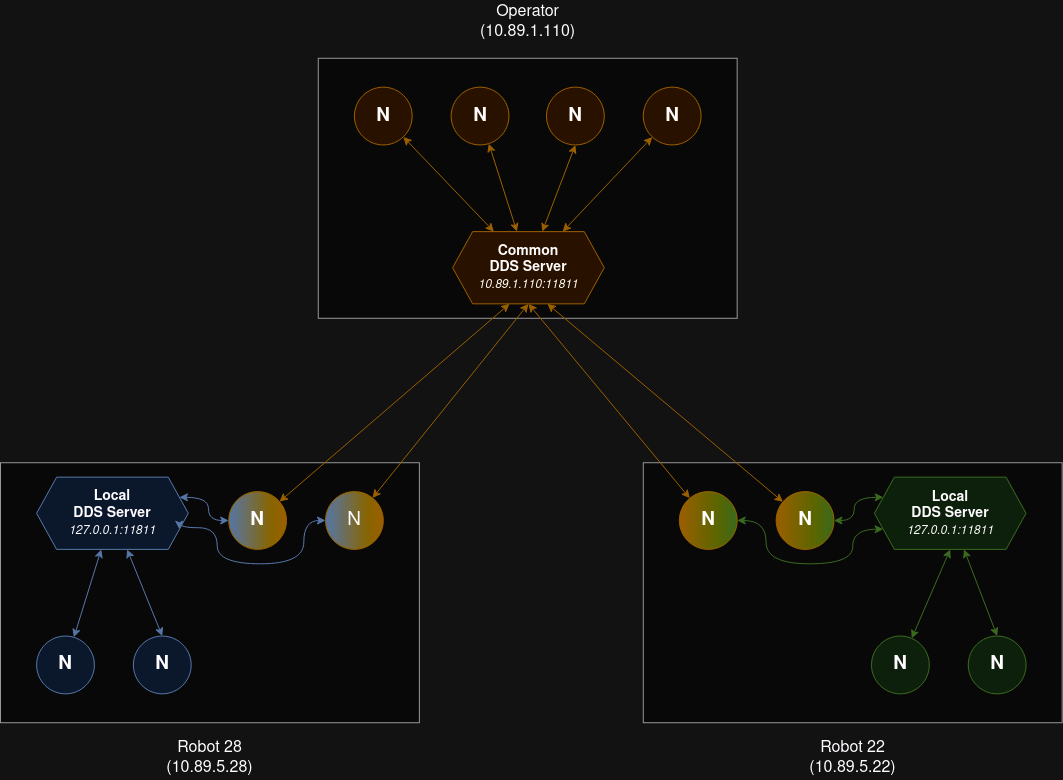 Operator
(10.89.1.110)
N
N
N
N
Common
DDS Server
10.89.1.110:11811
Local
DDS Server
127.0.0.1:11811
N
N
N
N
Local
DDS Server
127.0.0.1:11811
N
N
N
N
Robot 28
(10.89.5.28)
Robot 22
(10.89.5.22)